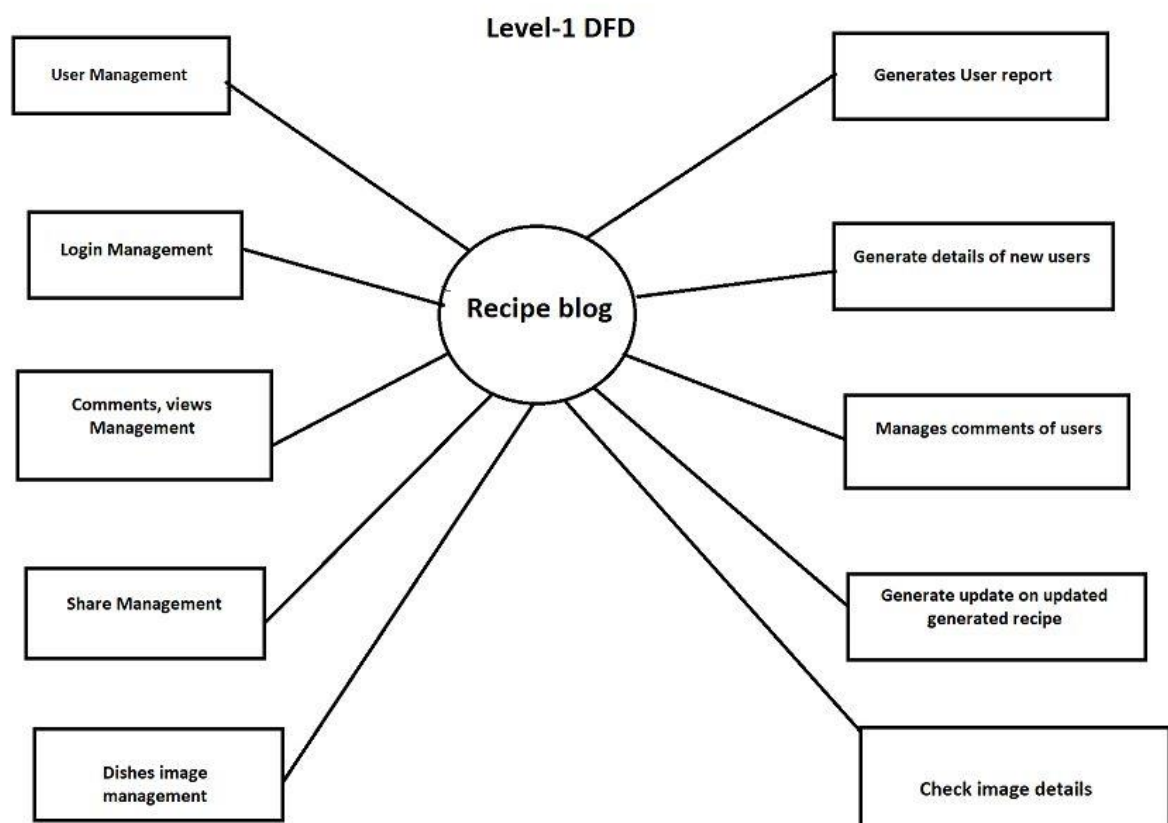 Level-1 DFD
User Management
Generates User report
Login Management
Generate details of new users
Recipe blog
Comments, views
Management
Manages comments of users
Share Management
Generate update on updated
generated recipe
Dishes image
management
Check image details